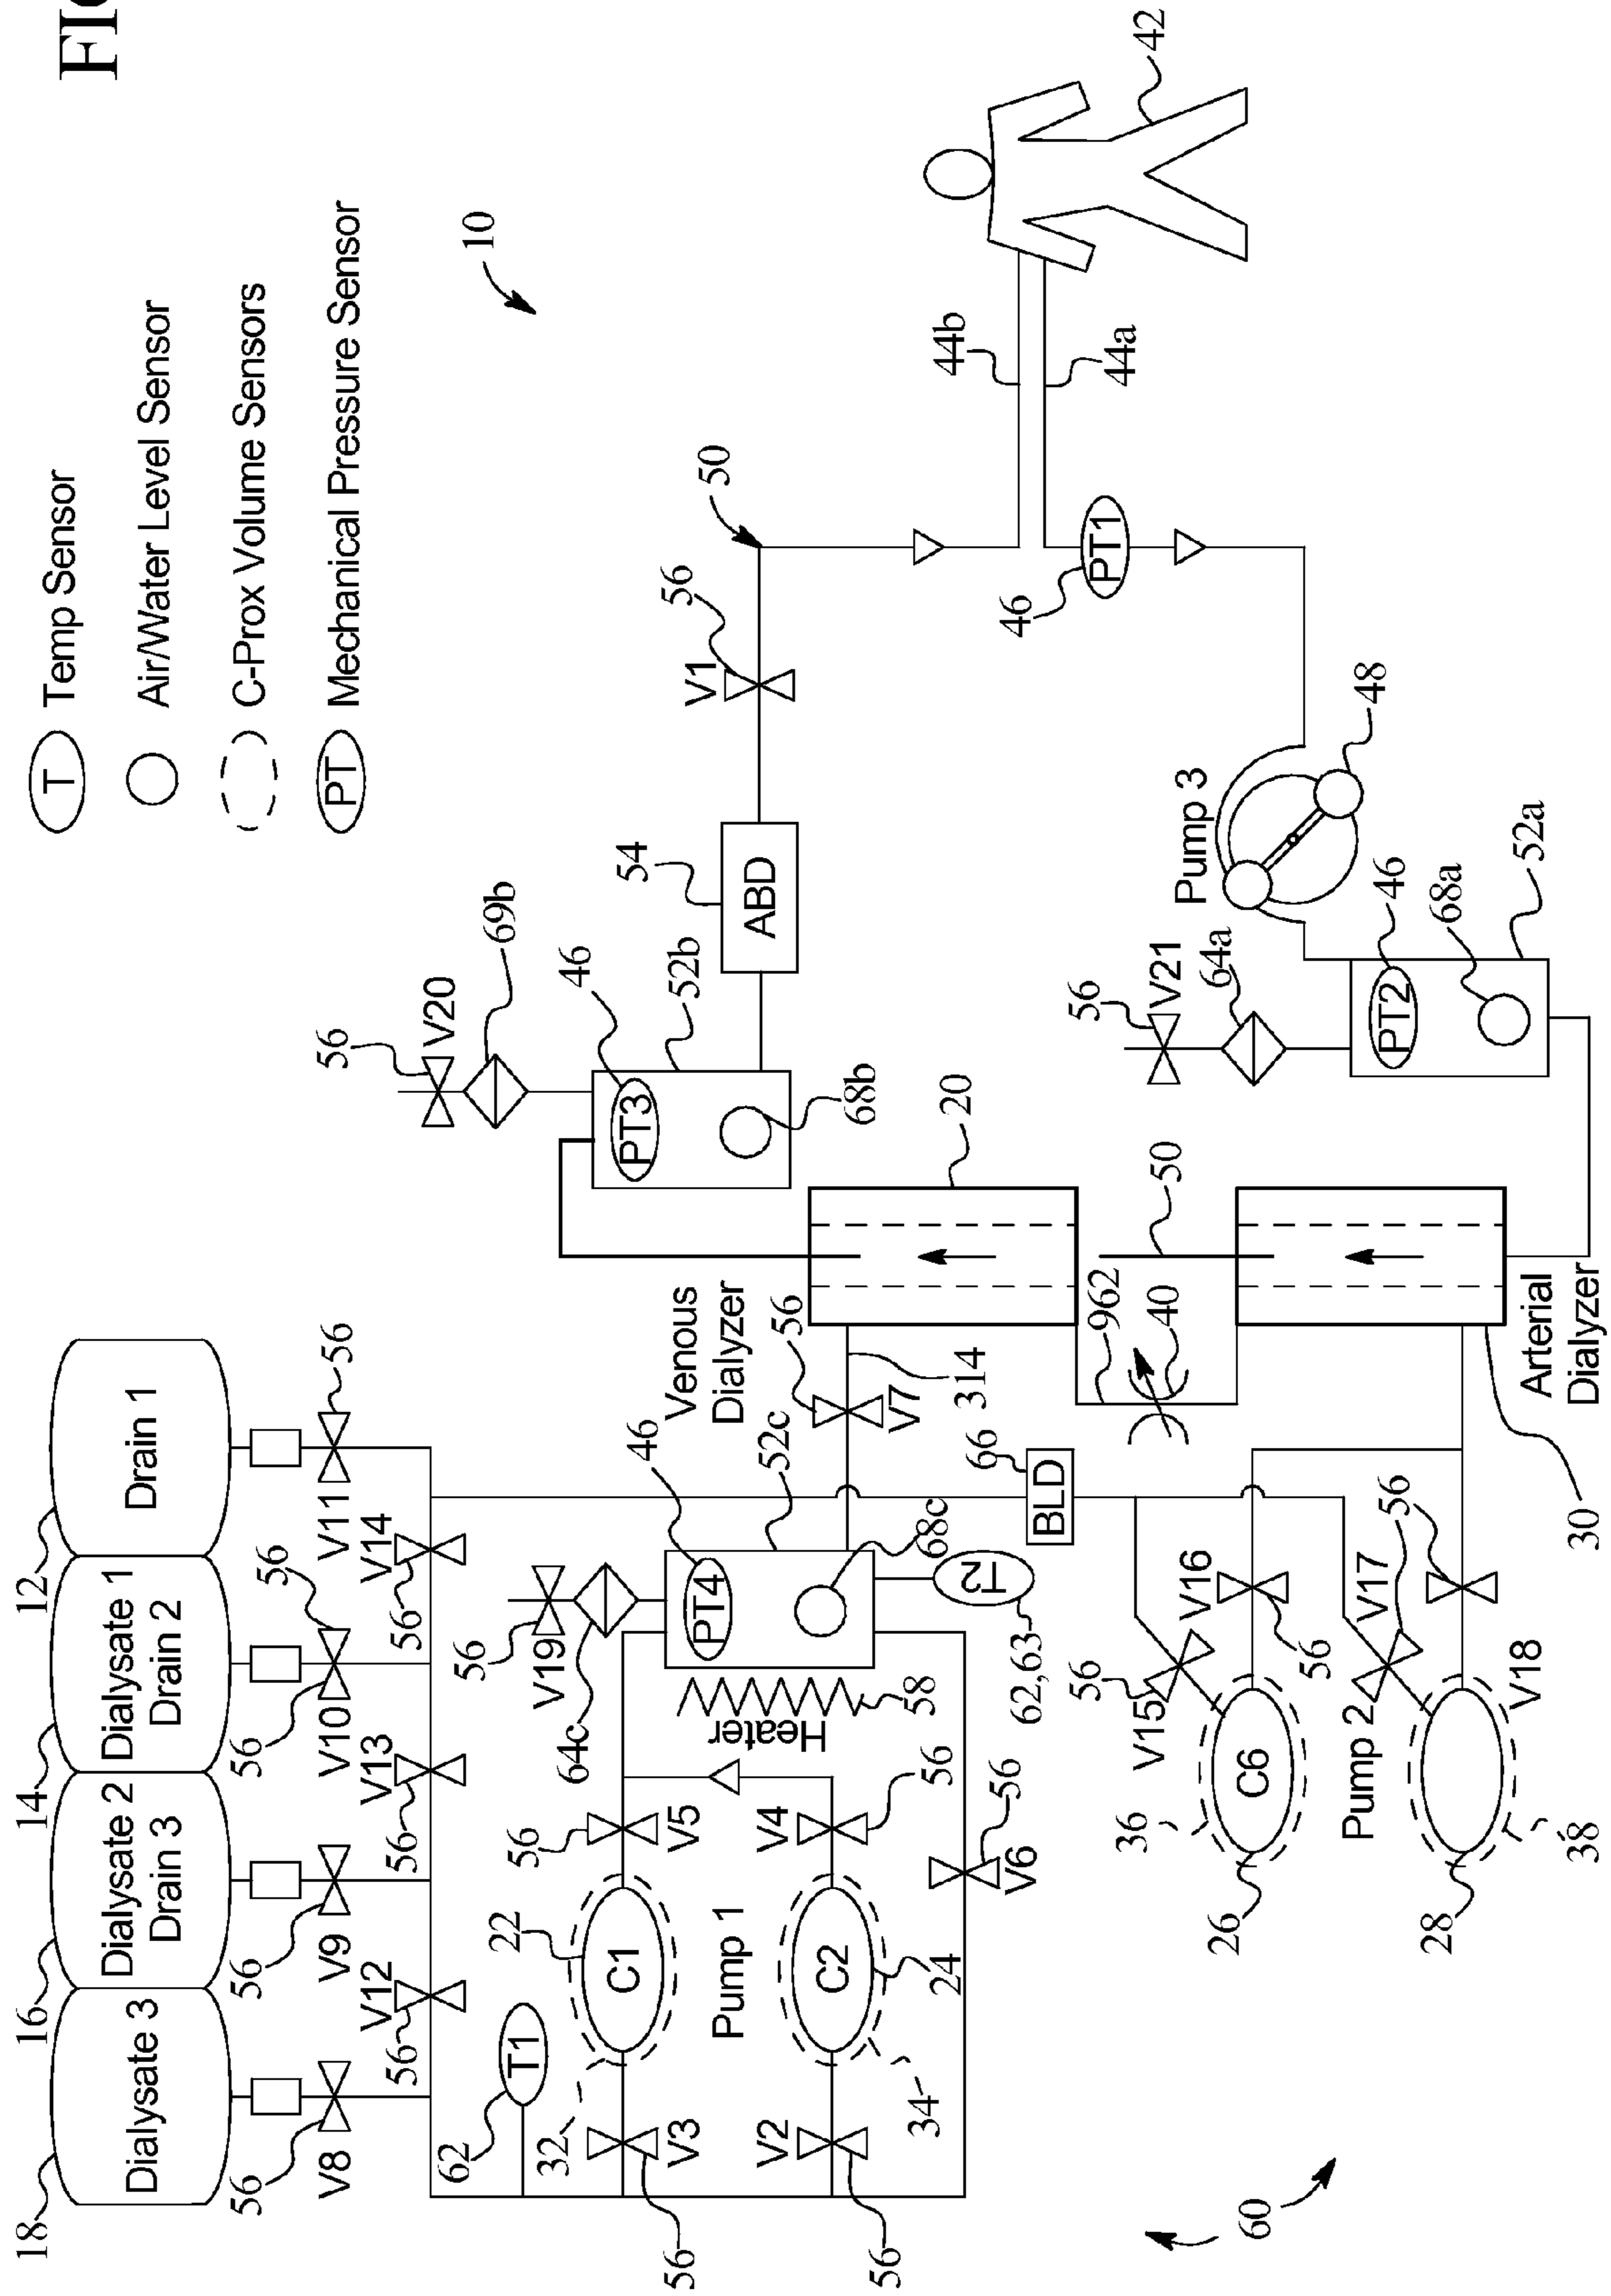 FIG
T
Temp Sensor
Air/Water Level Sensor
C-Prox Volume Sensors
PT
Mechanical Pressure Sensor
10
42
44b
44a
50
56
V1
46
PT1
54
ABD
Pump 3
48
69b
V20
56
46
52b
PT3
68b
V21
56
64a
46
68a
52a
PT2
20
50
Venous
Dialyzer
962
40
Arterial
Dialyzer
30
314
56
V7
12
Drain 1
14
Dialysate 1
Drain 2
16
Dialysate 2
Drain 3
18
Dialysate 3
56
V11
56
V14
56
56
V10
V13
56
56
V9
V12
56
56
V8
46
52c
PT4
68c
66
BLD
T2
62,63
56
V19
64c
Heater
58
56
V5
V4
56
V6
56
22
C1
Pump 1
C2
24
T1
62
32
V3
56
V2
34
56
V16
56
V17
56
56
V15
Pump 2
V18
36
C6
26
28
38
60